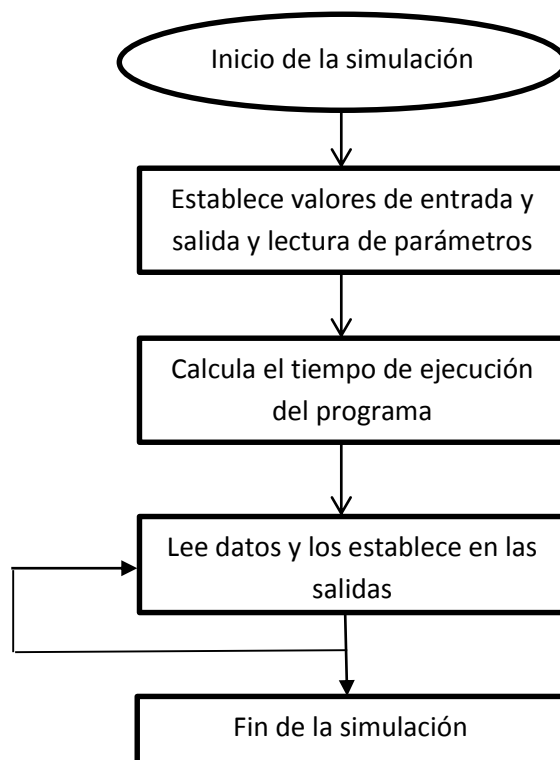 Inicio de la simulación
Establece valores de entrada y
salida y lectura de parámetros
Calcula el tiempo de ejecución
del programa
Lee datos y los establece en las
salidas
Fin de la simulación